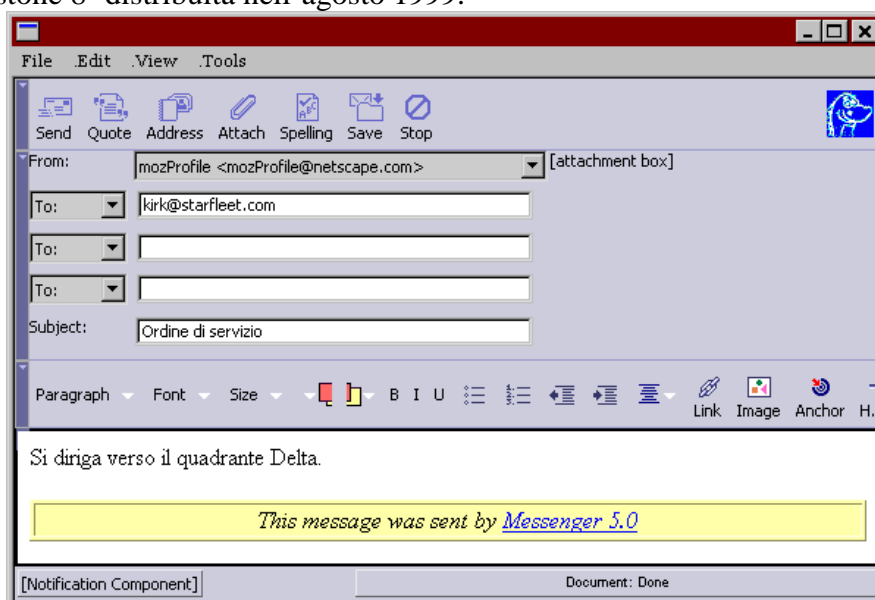 8" distribuita nell'agosto 1999.
File .Edit .View .Tools
Send Quote Address Attach Spelling Save Stop
From: mozProfile <mozProfile@netscape.com> [attachment box]
To: kirk@starfleet.com
To:
To:
Subject: Ordine di servizio
Paragraph Font Size B I U Link Image Anchor H.
Si diriga verso il quadrante Delta.
This message was sent by Messenger 5.0
[Notification Component] Document: Done